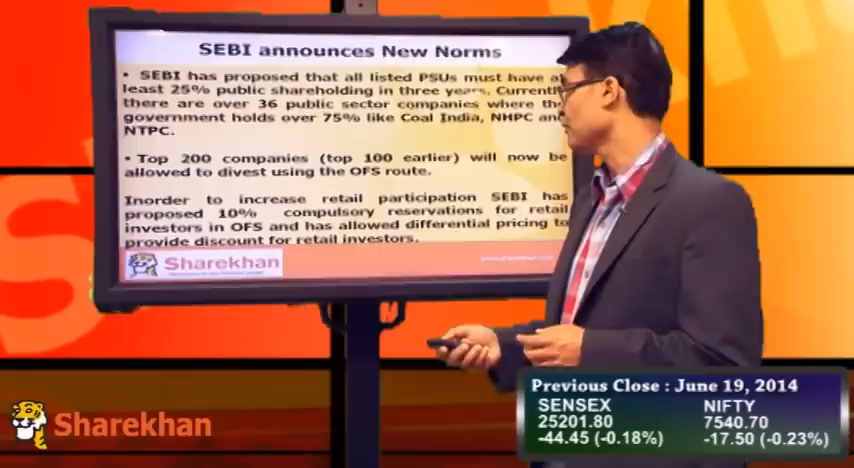 SEBI announces New Norms
• SEBI has proposed that all listed PSUs must have at
least 25% public shareholding in three years. Currently
there are over 36 public sector companies where the
government holds over 75% like Coal India, NHPC and
NTPC.
• Top 200 companies (top 100 earlier) will now be
allowed to divest using the OFS route.
Inorder to increase retail participation SEBI has
proposed 10% compulsory reservations for retail
investors in OFS and has allowed differential pricing to
provide discount for retail investors.
Sharekhan
Sharekhan
Previous Close : June 19, 2014
SENSEX NIFTY
25201.80 7540.70
-44.45 (-0.18%) -17.50 (-0.23%)